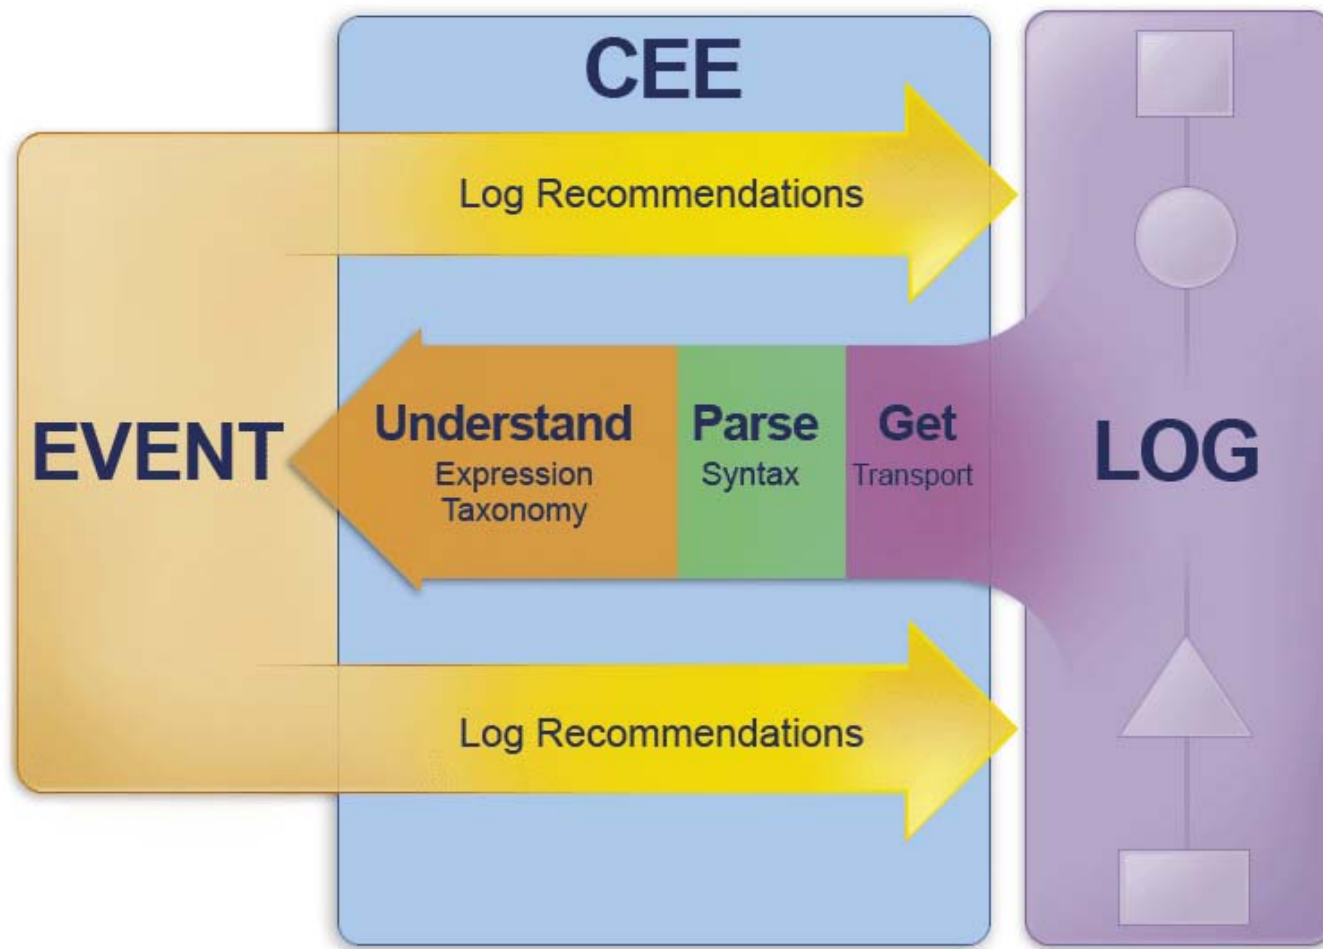 CEE
Log Recommendations
EVENT
Understand
Expression
Taxonomy
Parse
Syntax
Get
Transport
LOG
Log Recommendations